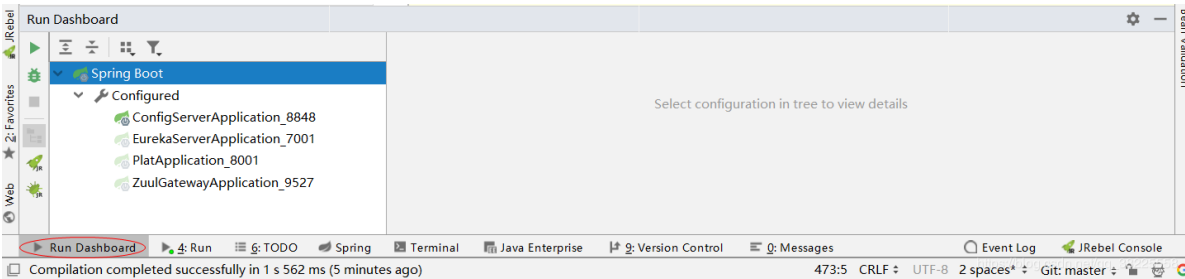 Run Dashboard
JRebel
2: Favorites
Web
Spring Boot
Configured
ConfigServerApplication_8848
EurekaServerApplication_7001
PlatApplication_8001
ZuulGatewayApplication_9527
Select configuration in tree to view details
Bean Validation
Run Dashboard 4: Run 6: TODO Spring Terminal Java Enterprise 9: Version Control 0: Messages Event Log JRebel Console
Compilation completed successfully in 1 s 562 ms (5 minutes ago) 473:5 CRLF UTF-8 2 spaces* Git: master